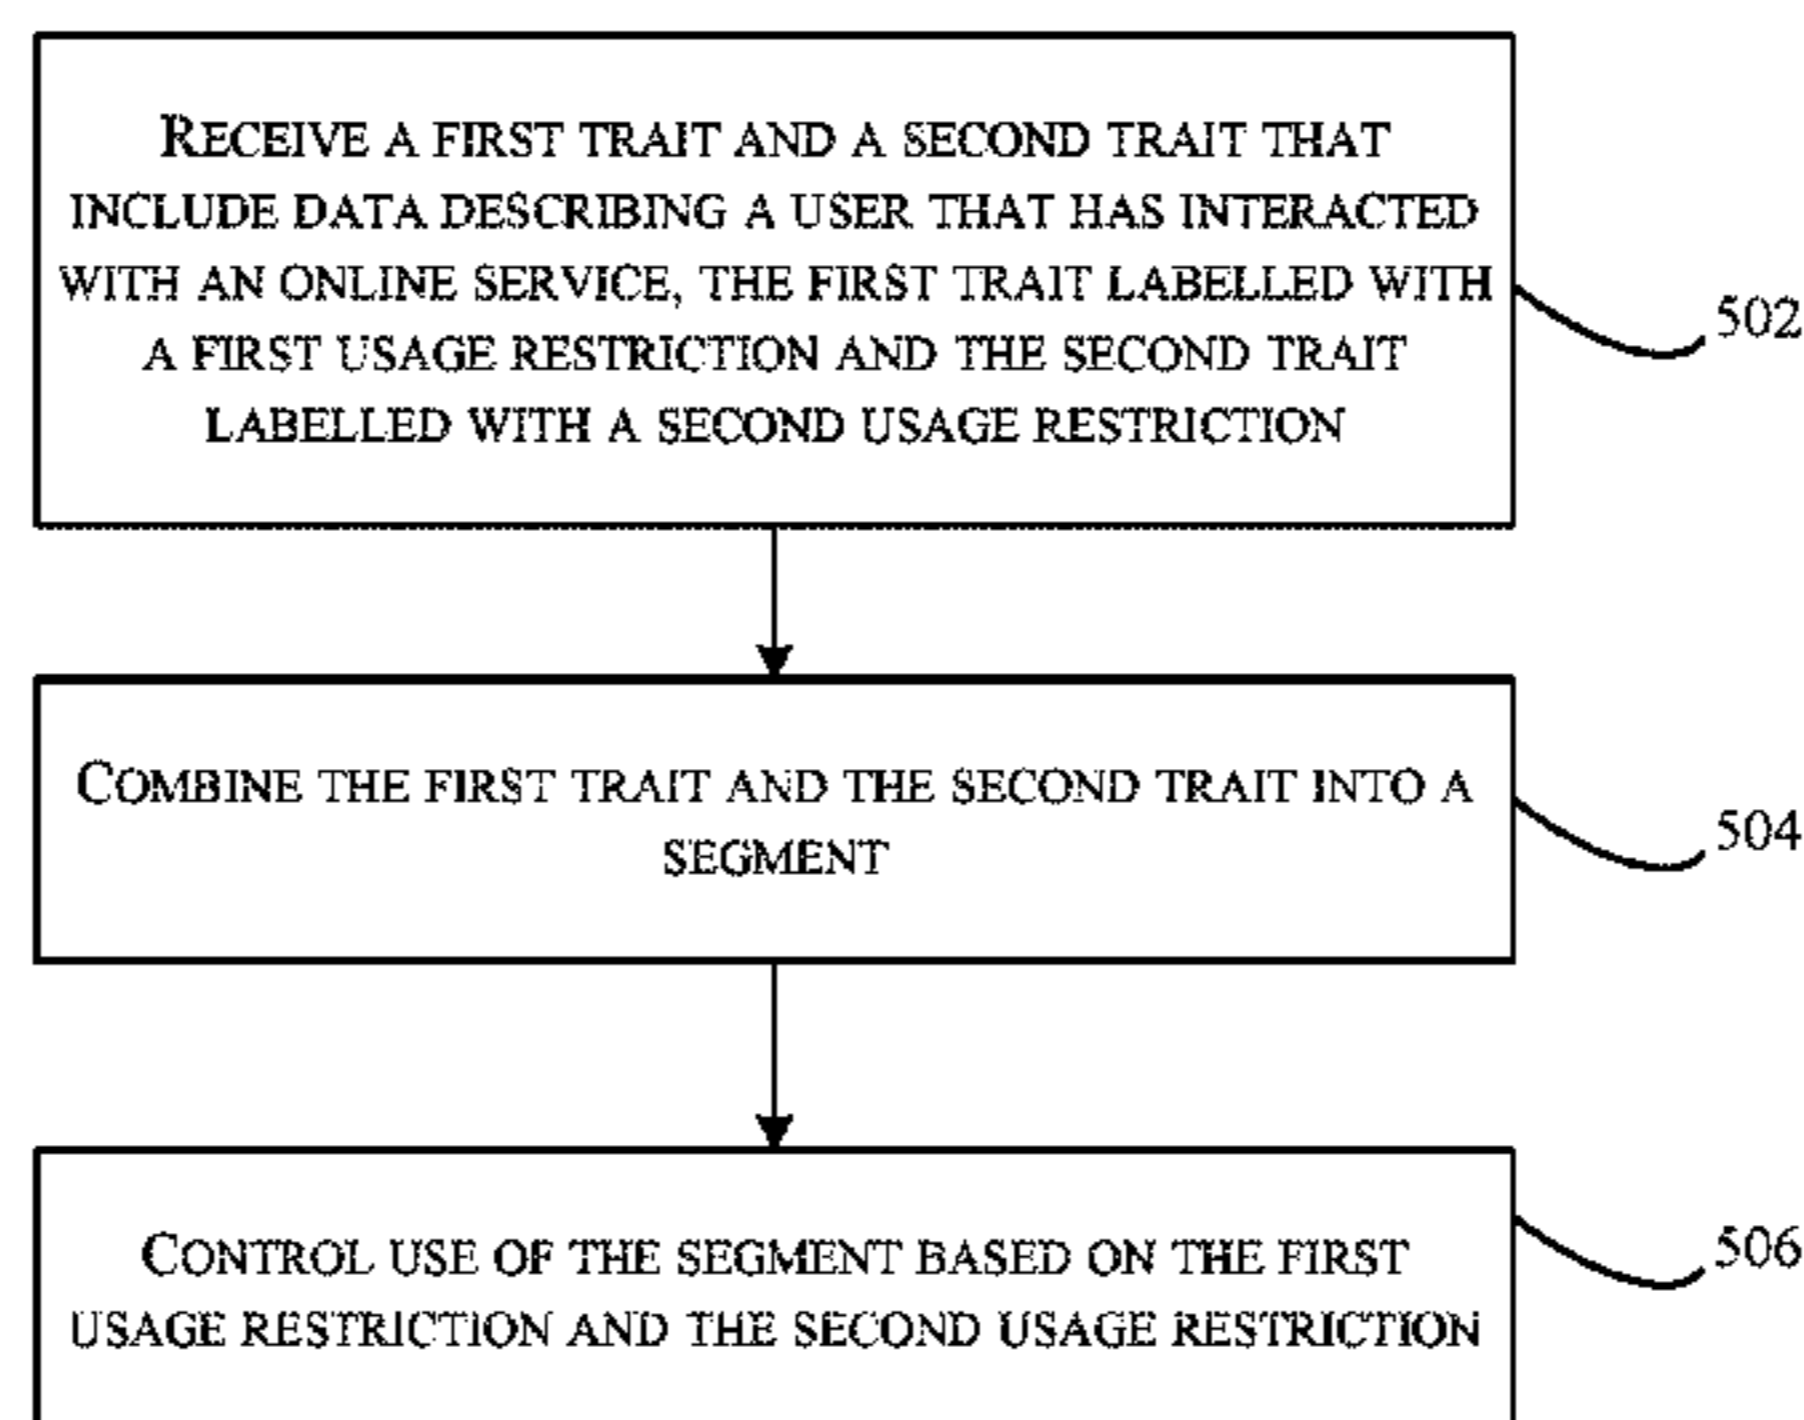 RECEIVE A FIRST TRAIT AND A SECOND TRAIT THAT
INCLUDE DATA DESCRIBING A USER THAT HAS INTERACTED
WITH AN ONLINE SERVICE, THE FIRST TRAIT LABELLED WITH
A FIRST USAGE RESTRICTION AND THE SECOND TRAIT
LABELLED WITH A SECOND USAGE RESTRICTION
502
COMBINE THE FIRST TRAIT AND THE SECOND TRAIT INTO A
SEGMENT
504
CONTROL USE OF THE SEGMENT BASED ON THE FIRST
USAGE RESTRICTION AND THE SECOND USAGE RESTRICTION
506